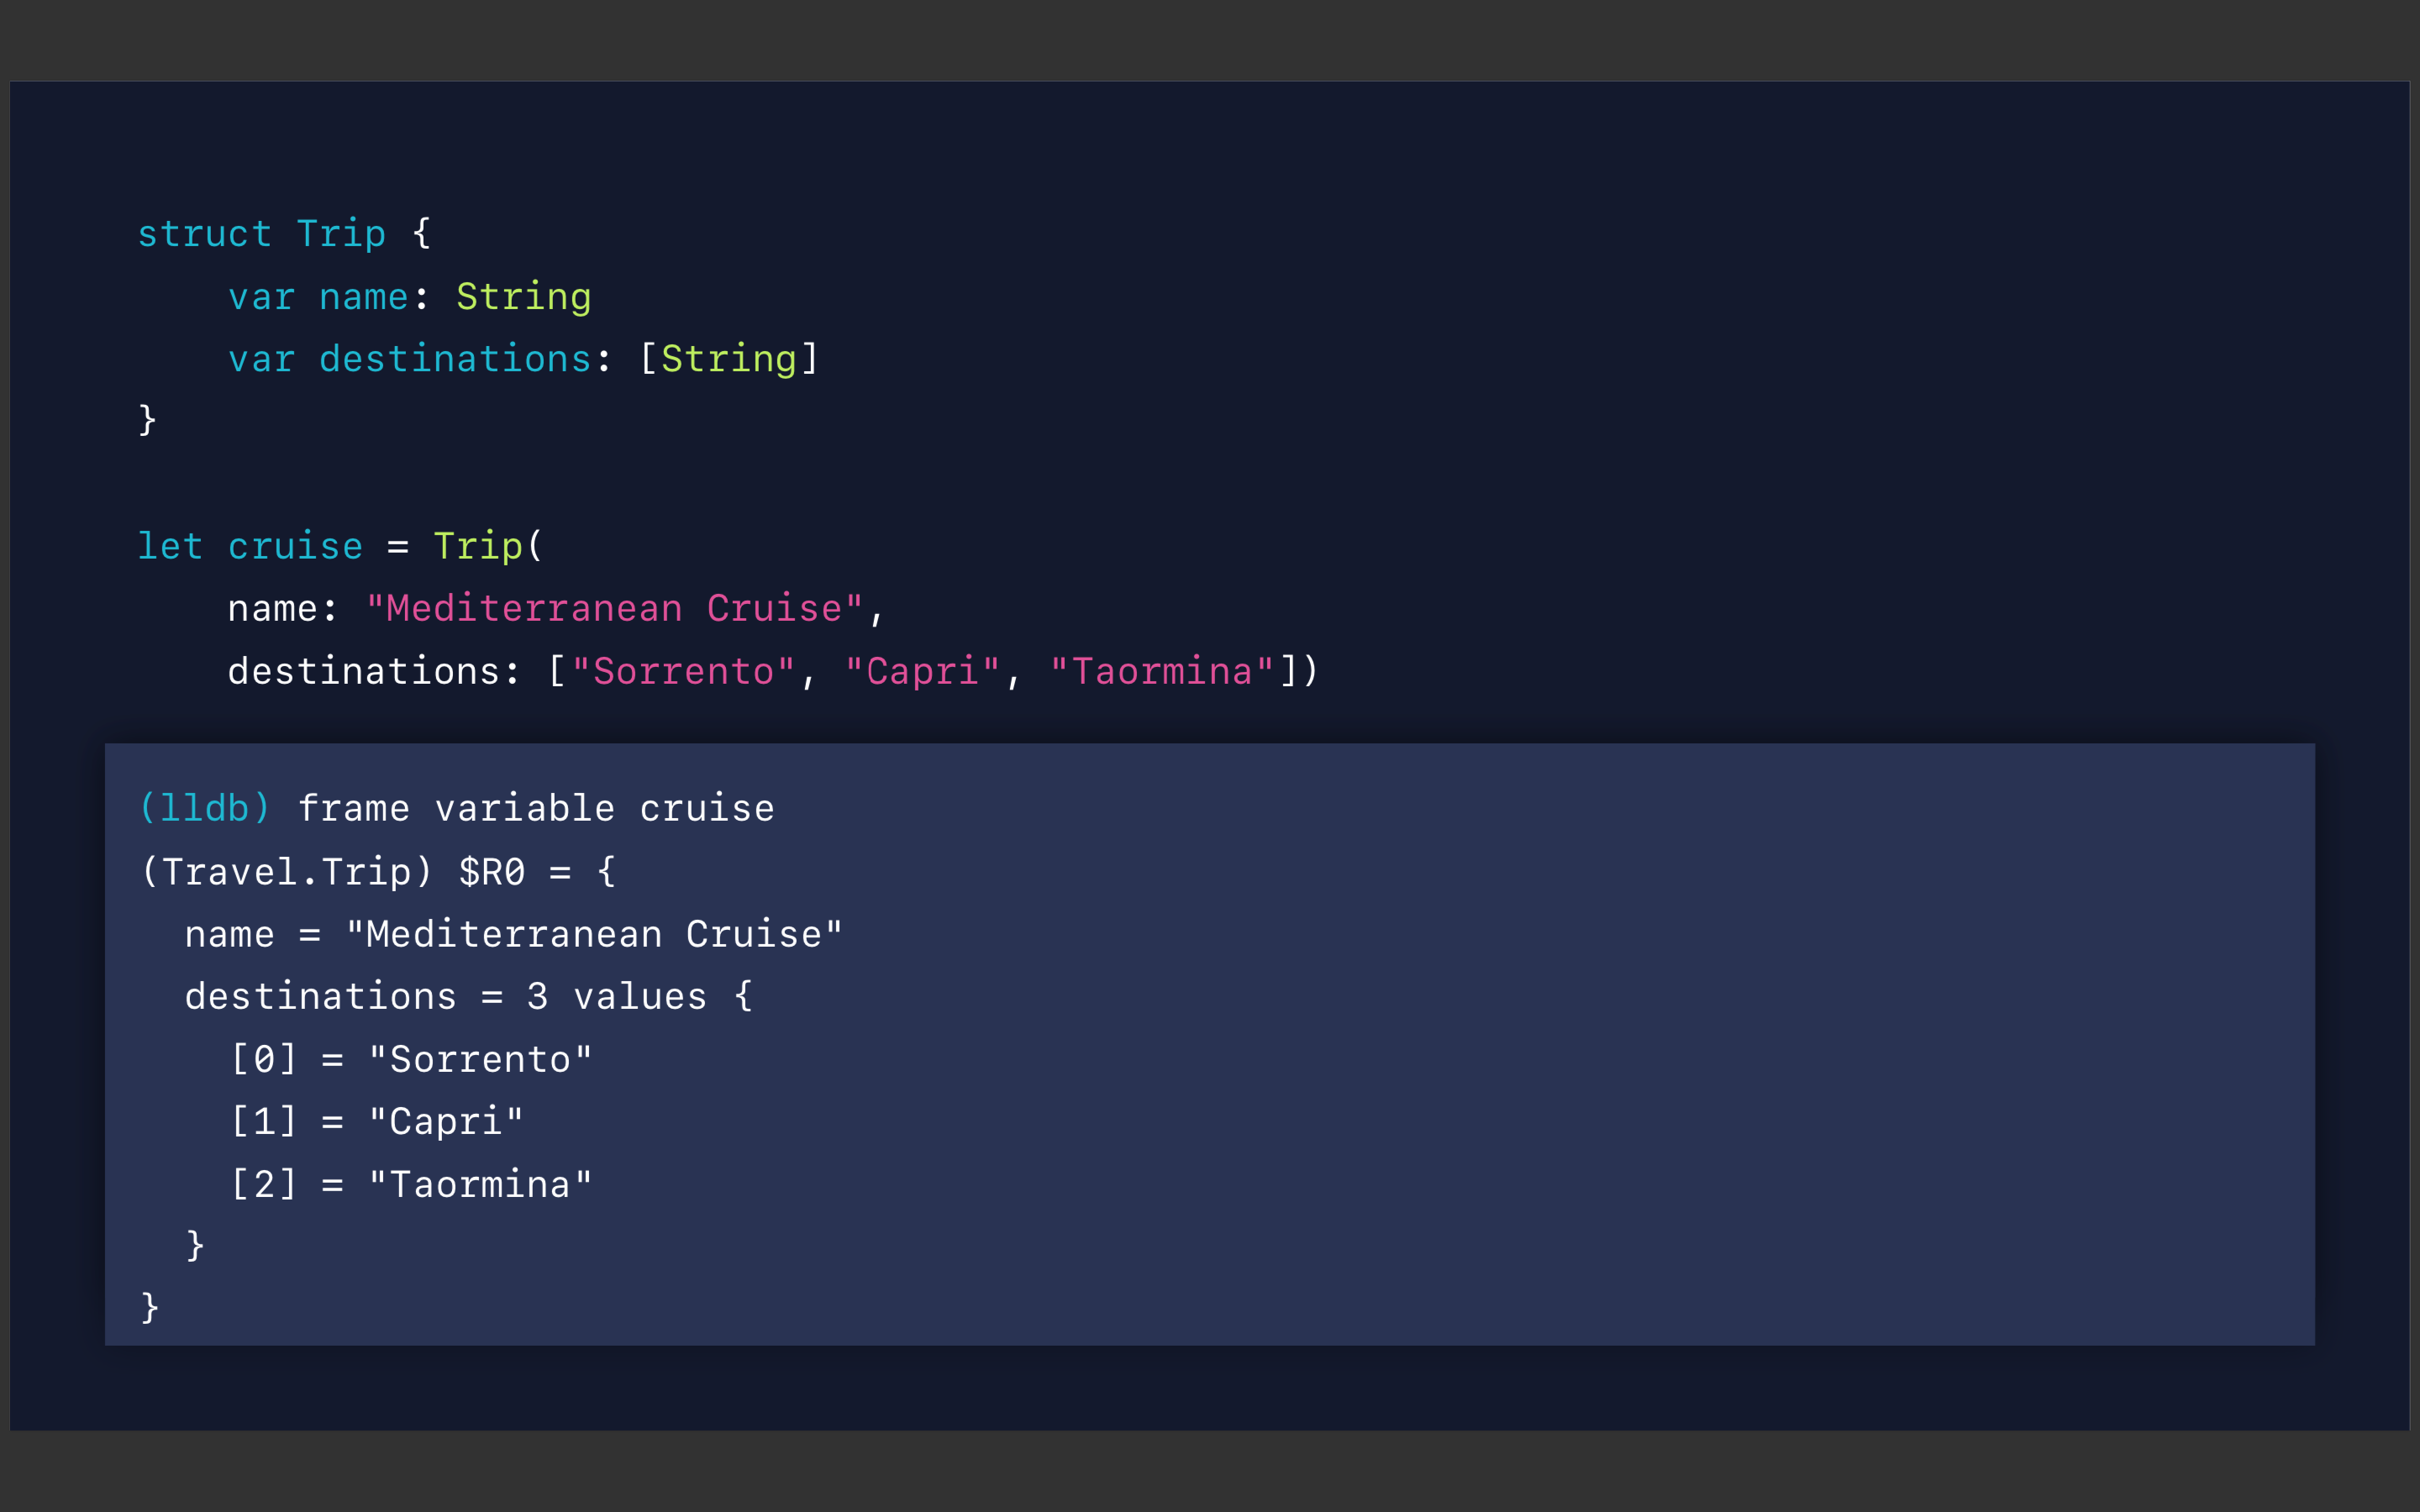 struct Trip {
    var name: String
    var destinations: [String]
}
let cruise = Trip(
    name: "Mediterranean Cruise",
    destinations: ["Sorrento", "Capri", "Taormina"])
(lldb) frame variable cruise
(Travel.Trip) $R0 = {
  name = "Mediterranean Cruise"
  destinations = 3 values {
    [0] = "Sorrento"
    [1] = "Capri"
    [2] = "Taormina"
  }
}